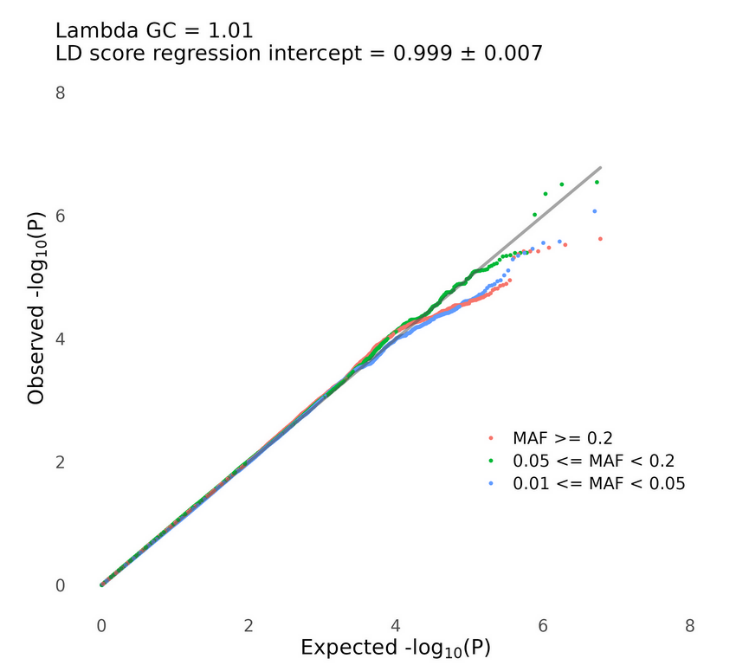 Lambda GC = 1.01
LD score regression intercept = 0.999 ± 0.007
8
6
4
2
0
Observed -log₁₀(P)
MAF >= 0.2
0.05 <= MAF < 0.2
0.01 <= MAF < 0.05
0 2 4 6 8
Expected -log₁₀(P)